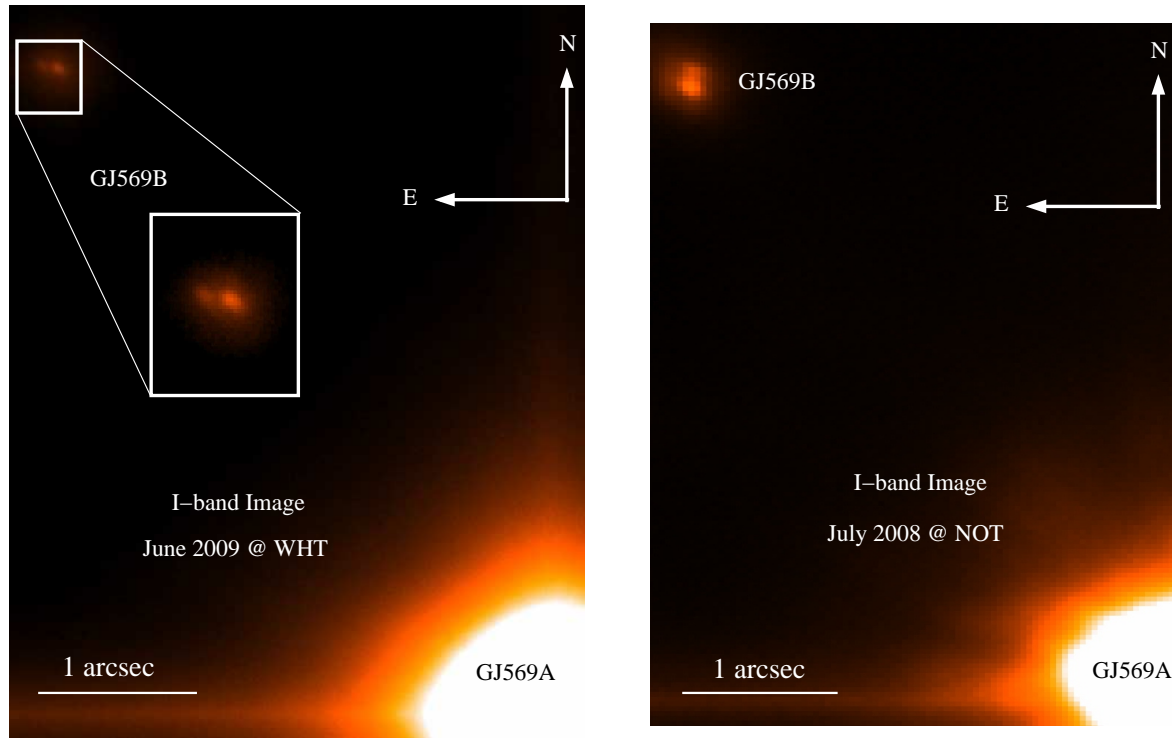 N
GJ569B
E
I−band Image
June 2009 @ WHT
1 arcsec
GJ569A
N
GJ569B
E
I−band Image
July 2008 @ NOT
1 arcsec
GJ569A